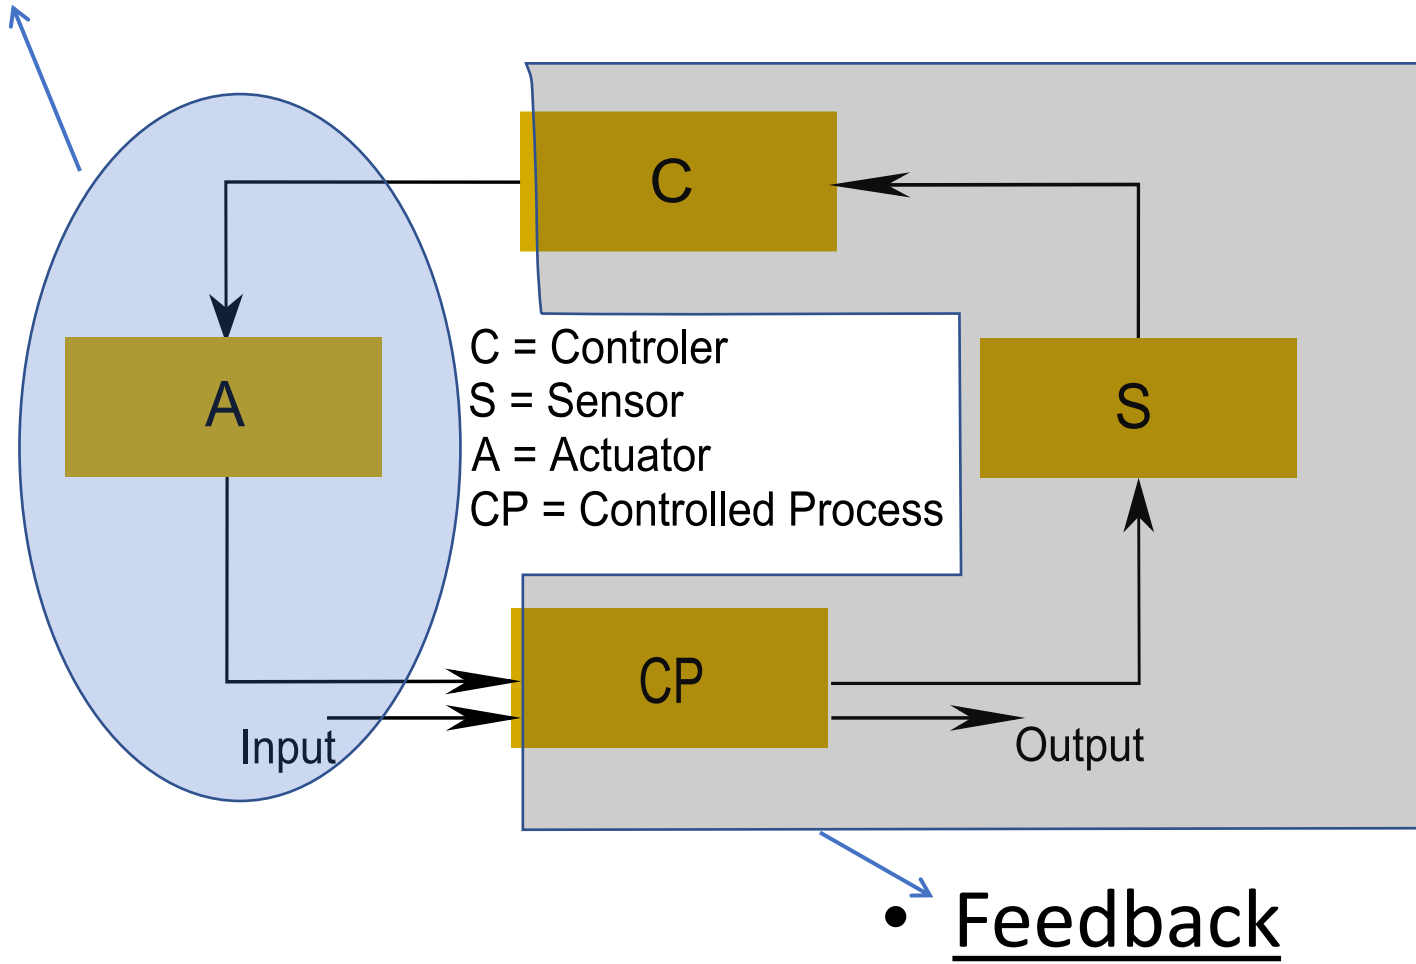 C
A
C = Controler
S = Sensor
A = Actuator
CP = Controlled Process
S
CP
Input
Output
• Feedback